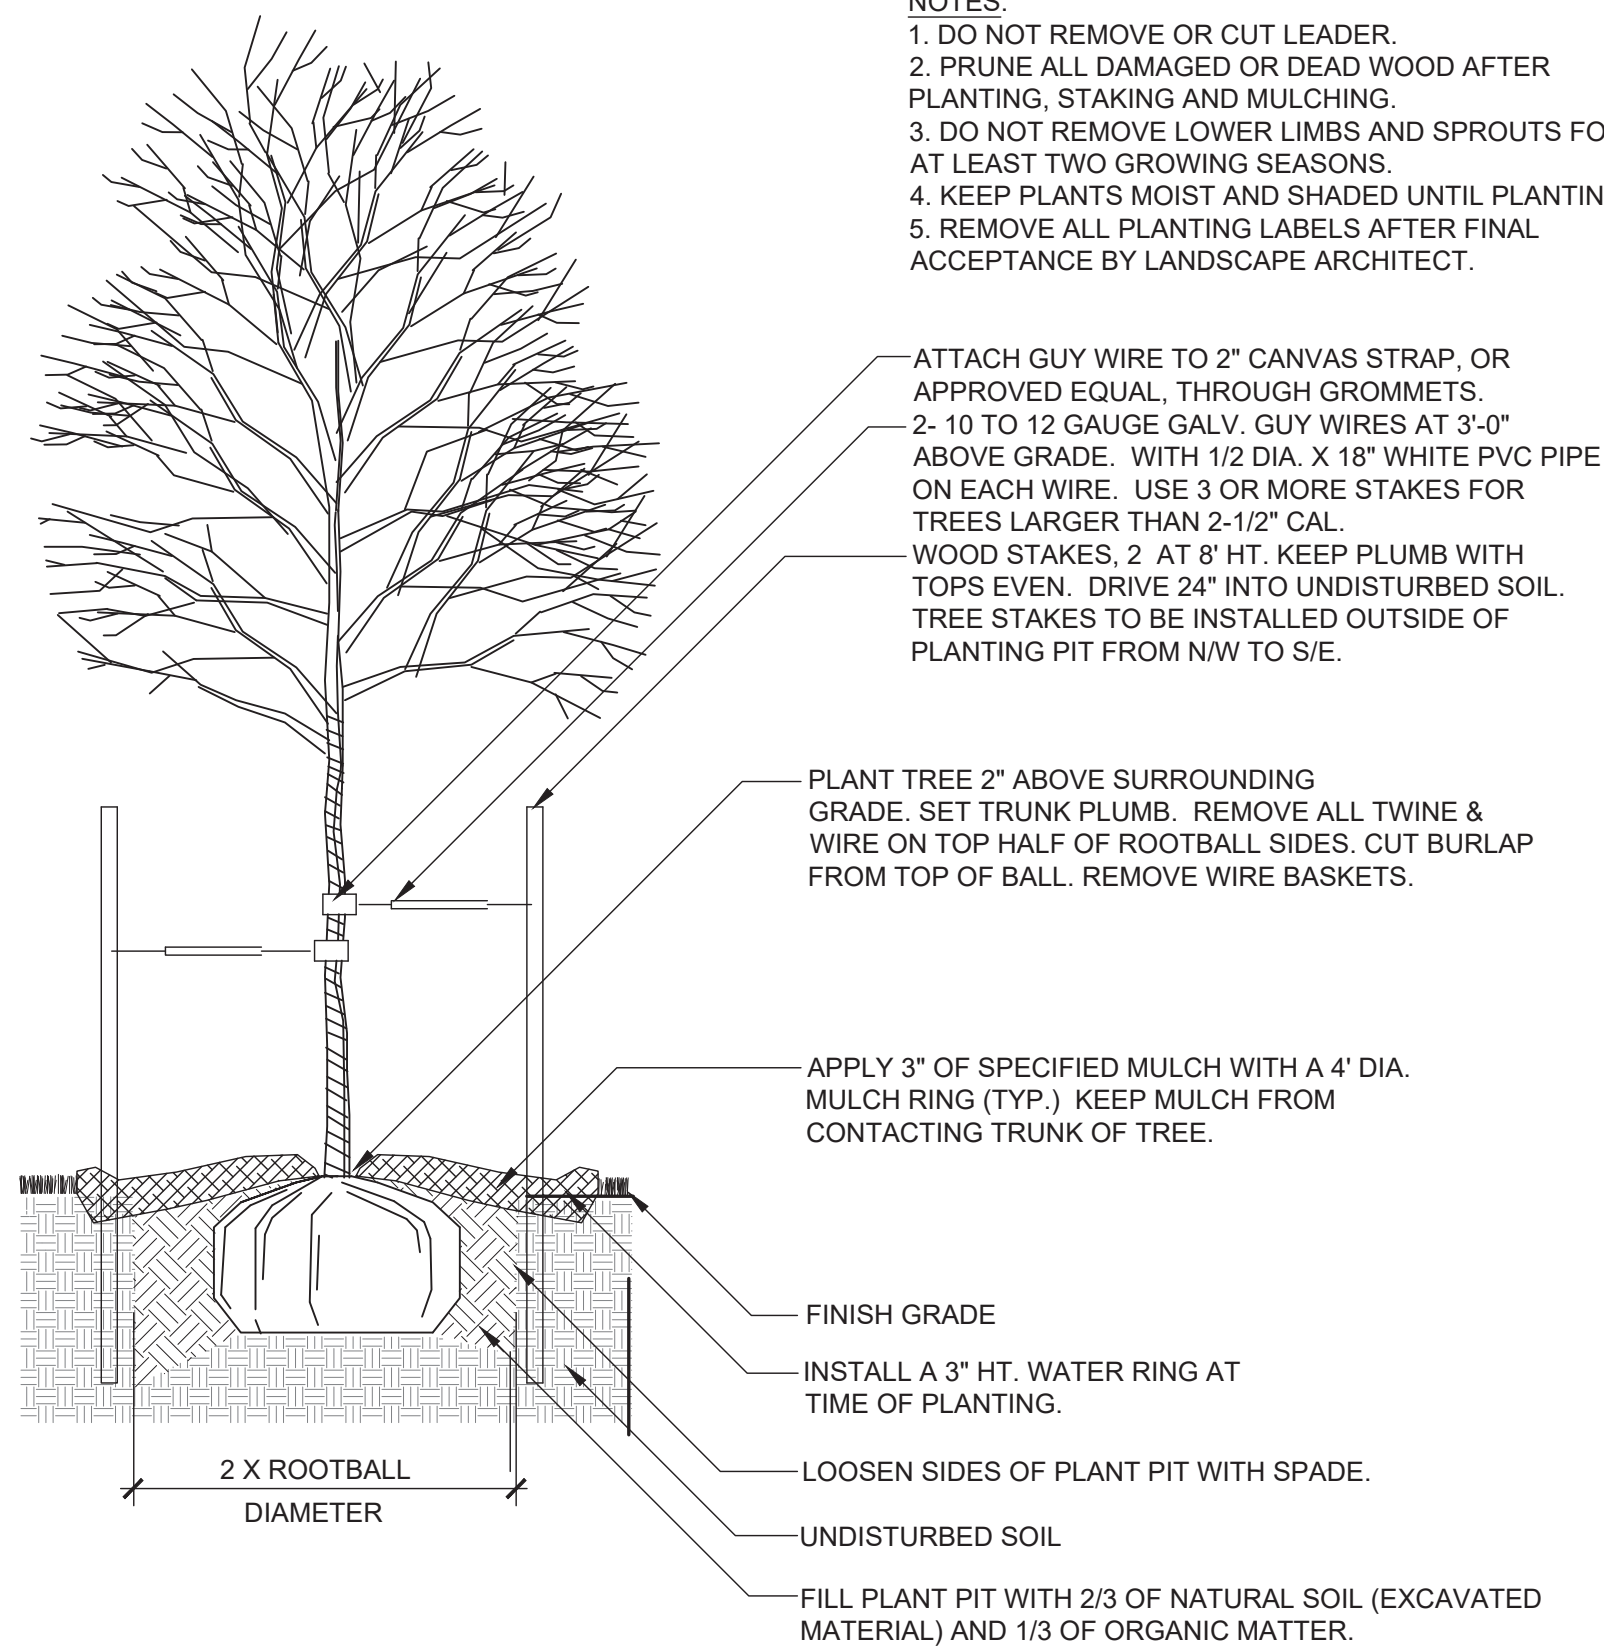 NOTES:
1. DO NOT REMOVE OR CUT LEADER.
2. PRUNE ALL DAMAGED OR DEAD WOOD AFTER
PLANTING, STAKING AND MULCHING.
3. DO NOT REMOVE LOWER LIMBS AND SPROUTS FO
AT LEAST TWO GROWING SEASONS.
4. KEEP PLANTS MOIST AND SHADED UNTIL PLANTIN
5. REMOVE ALL PLANTING LABELS AFTER FINAL
ACCEPTANCE BY LANDSCAPE ARCHITECT.
ATTACH GUY WIRE TO 2" CANVAS STRAP, OR
APPROVED EQUAL, THROUGH GROMMETS.
2- 10 TO 12 GAUGE GALV. GUY WIRES AT 3'-0"
ABOVE GRADE. WITH 1/2 DIA. X 18" WHITE PVC PIPE
ON EACH WIRE. USE 3 OR MORE STAKES FOR
TREES LARGER THAN 2-1/2" CAL.
WOOD STAKES, 2 AT 8' HT. KEEP PLUMB WITH
TOPS EVEN. DRIVE 24" INTO UNDISTURBED SOIL.
TREE STAKES TO BE INSTALLED OUTSIDE OF
PLANTING PIT FROM N/W TO S/E.
PLANT TREE 2" ABOVE SURROUNDING
GRADE. SET TRUNK PLUMB. REMOVE ALL TWINE &
WIRE ON TOP HALF OF ROOTBALL SIDES. CUT BURLAP
FROM TOP OF BALL. REMOVE WIRE BASKETS.
APPLY 3" OF SPECIFIED MULCH WITH A 4' DIA.
MULCH RING (TYP.) KEEP MULCH FROM
CONTACTING TRUNK OF TREE.
FINISH GRADE
INSTALL A 3" HT. WATER RING AT
TIME OF PLANTING.
LOOSEN SIDES OF PLANT PIT WITH SPADE.
2 X ROOTBALL
DIAMETER
UNDISTURBED SOIL
FILL PLANT PIT WITH 2/3 OF NATURAL SOIL (EXCAVATED
MATERIAL) AND 1/3 OF ORGANIC MATTER.